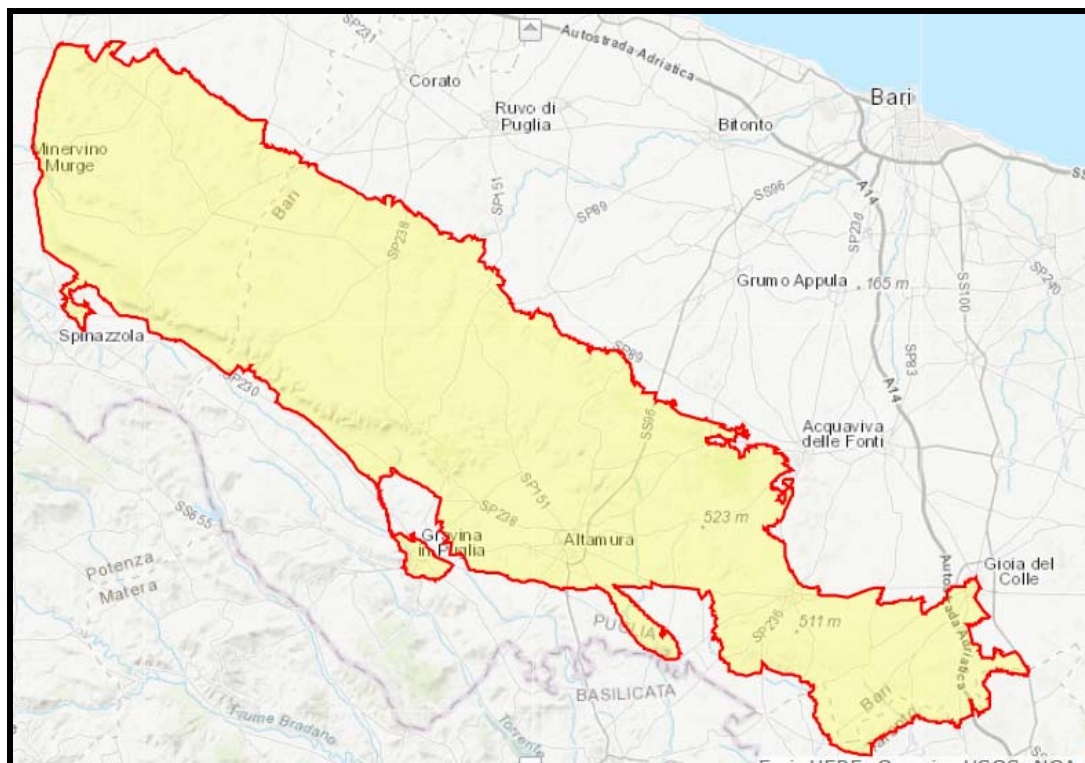 SP231
Autostrada Adriatica
Corato
Bari
Ruvo di
Puglia
Bitonto
Minervino
Murge
SP151
SS96
A14
Bari
SP89
SP236
SP238
SS100
SP240
Grumo Appula
165 m
Spinazzola
SP89
SP83
SP230
A14
SS96
Acquaviva
delle Fonti
SP151
SS655
SP238
523 m
Gravina
in Puglia
Altamura
Gioia del
Colle
Potenza
Matera
Autostrada Adriatica
PUGLIA
SP236
511 m
BASILICATA
Bari
Fiume Bradano
Torrente